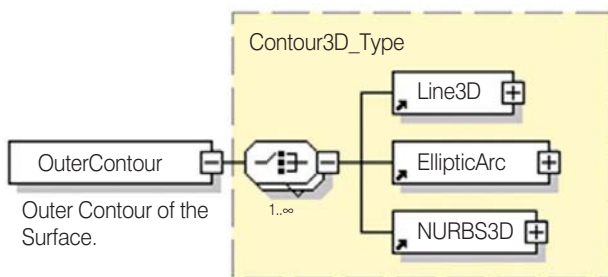 Contour3D_Type
Line3D
OuterContour
EllipticArc
1..∞
Outer Contour of the
Surface.
NURBS3D